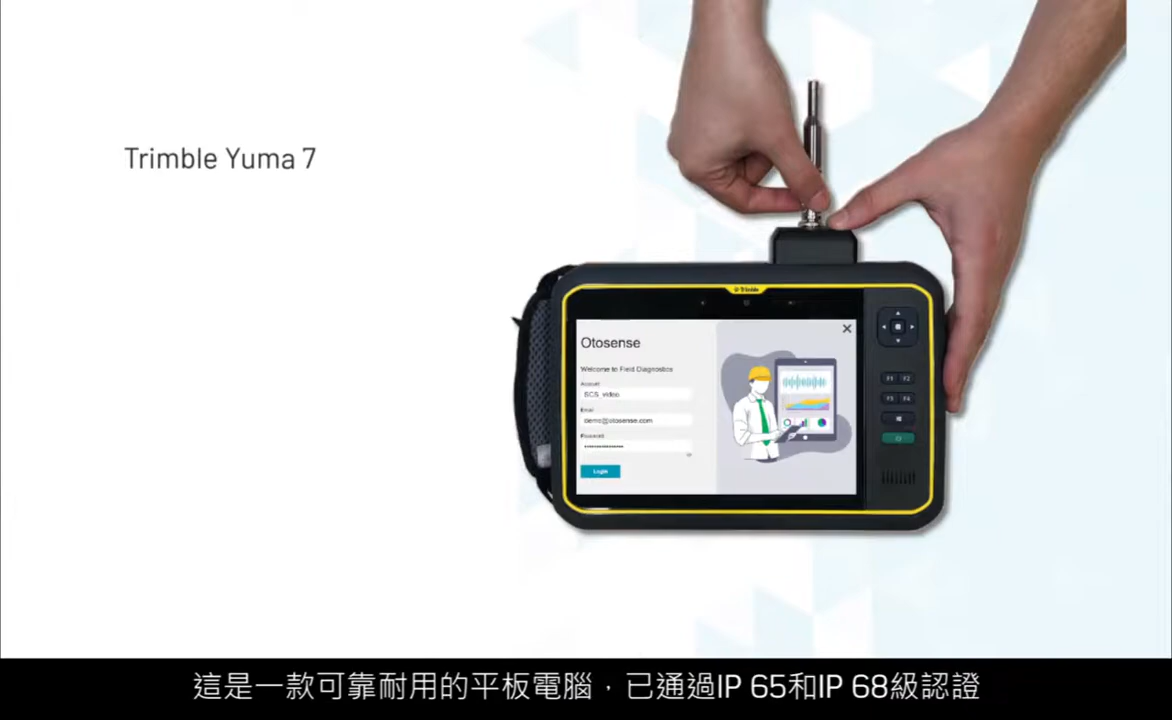 Trimble Yuma 7
Trimble
Otosense
Welcome to Field Diagnostics
Account
SCS_video
Email
demo@otosense.com
Password
Login
F1 F2
F3 F4
這是一款可靠耐用的平板電腦，已通過IP 65和IP 68級認證